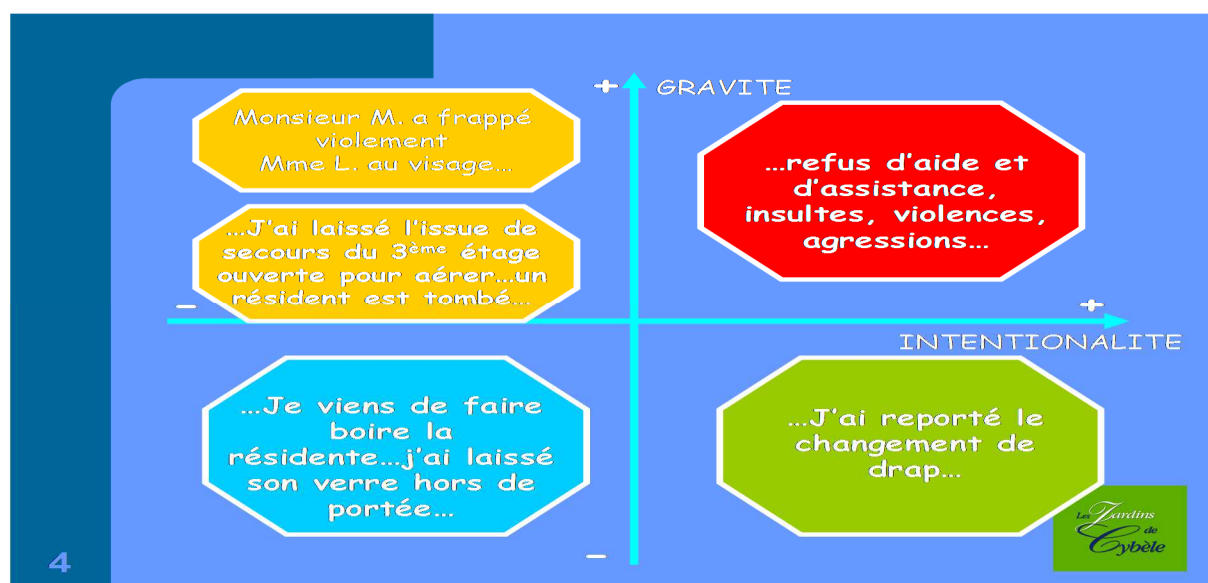 +
GRAVITE
Monsieur M. a frappé
violement
Mme L. au visage...
...refus d'aide et
d'assistance,
insultes, violences,
agressions...
...J'ai laissé l'issue de
secours du 3ème étage
ouverte pour aérer...un
résident est tombé...
–
+
INTENTIONALITE
...Je viens de faire
boire la
résidente...j'ai laissé
son verre hors de
portée...
...J'ai reporté le
changement de
drap...
–
Les Jardins
de
Cybèle
4